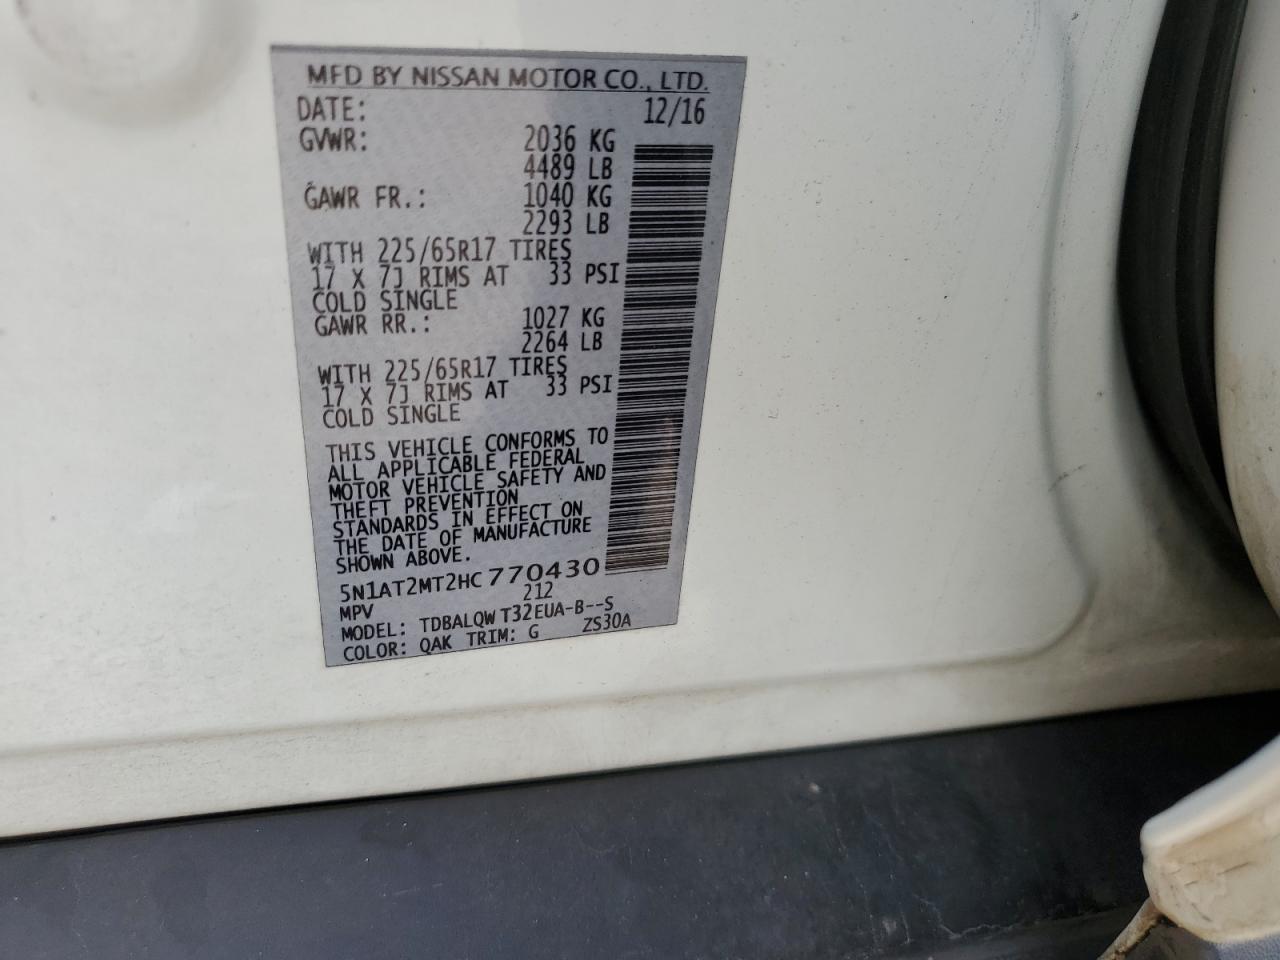 MFD BY NISSAN MOTOR CO., LTD.
DATE: 12/16
GVWR: 2036 KG
4489 LB
GAWR FR.: 1040 KG
2293 LB
WITH 225/65R17 TIRES
17 X 7J RIMS AT 33 PSI
COLD SINGLE
GAWR RR.: 1027 KG
2264 LB
WITH 225/65R17 TIRES
17 X 7J RIMS AT 33 PSI
COLD SINGLE
THIS VEHICLE CONFORMS TO
ALL APPLICABLE FEDERAL
MOTOR VEHICLE SAFETY AND
THEFT PREVENTION
STANDARDS IN EFFECT ON
THE DATE OF MANUFACTURE
SHOWN ABOVE.
5N1AT2MT2HC770430
MPV 212
MODEL: TDBALQW T32EUA-B--S
COLOR: QAK TRIM: G ZS30A